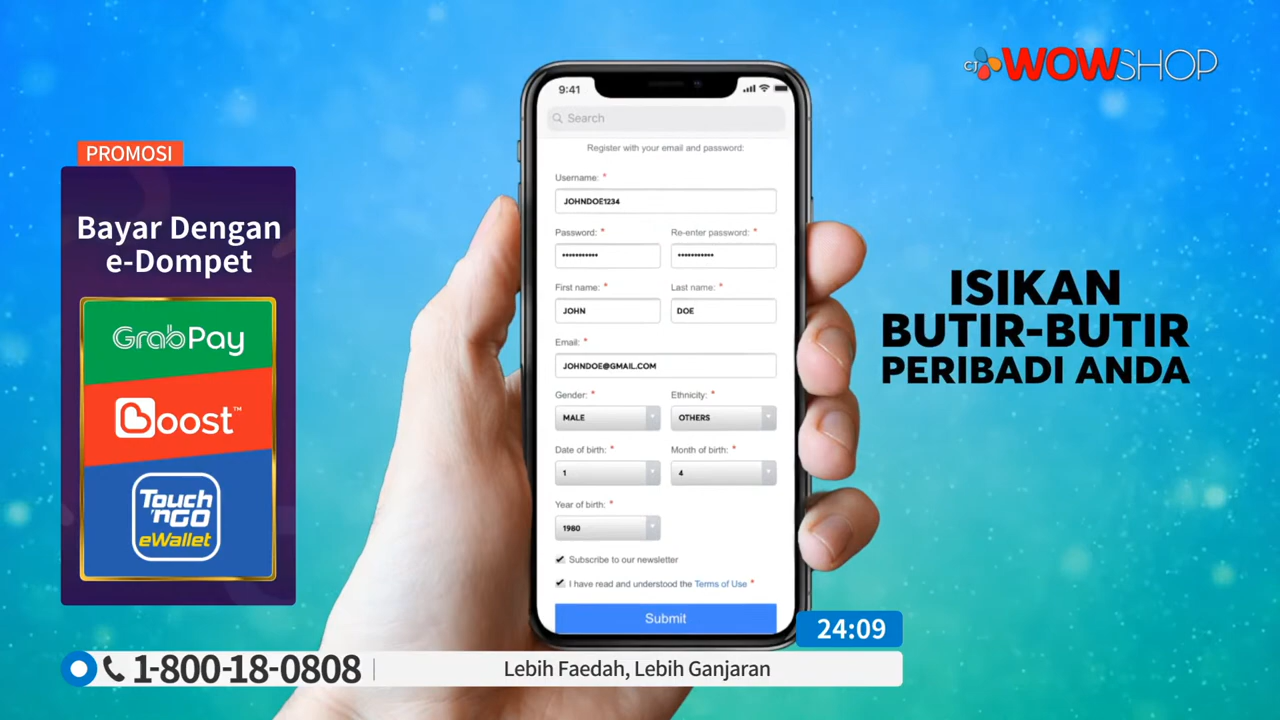 CJ WOWSHOP
PROMOSI
Bayar Dengan
e-Dompet
GrabPay
Boost™
Touch
'nGO
eWallet
9:41
Search
Register with your email and password:
Username: *
JOHNDOE1234
Password: * Re-enter password: *
••••••••••• •••••••••••
First name: * Last name: *
JOHN DOE
Email: *
JOHNDOE@GMAIL.COM
Gender: * Ethnicity: *
MALE OTHERS
Date of birth: * Month of birth: *
1 4
Year of birth: *
1980
Subscribe to our newsletter
I have read and understood the Terms of Use *
Submit
ISIKAN
BUTIR-BUTIR
PERIBADI ANDA
24:09
1-800-18-0808
Lebih Faedah, Lebih Ganjaran